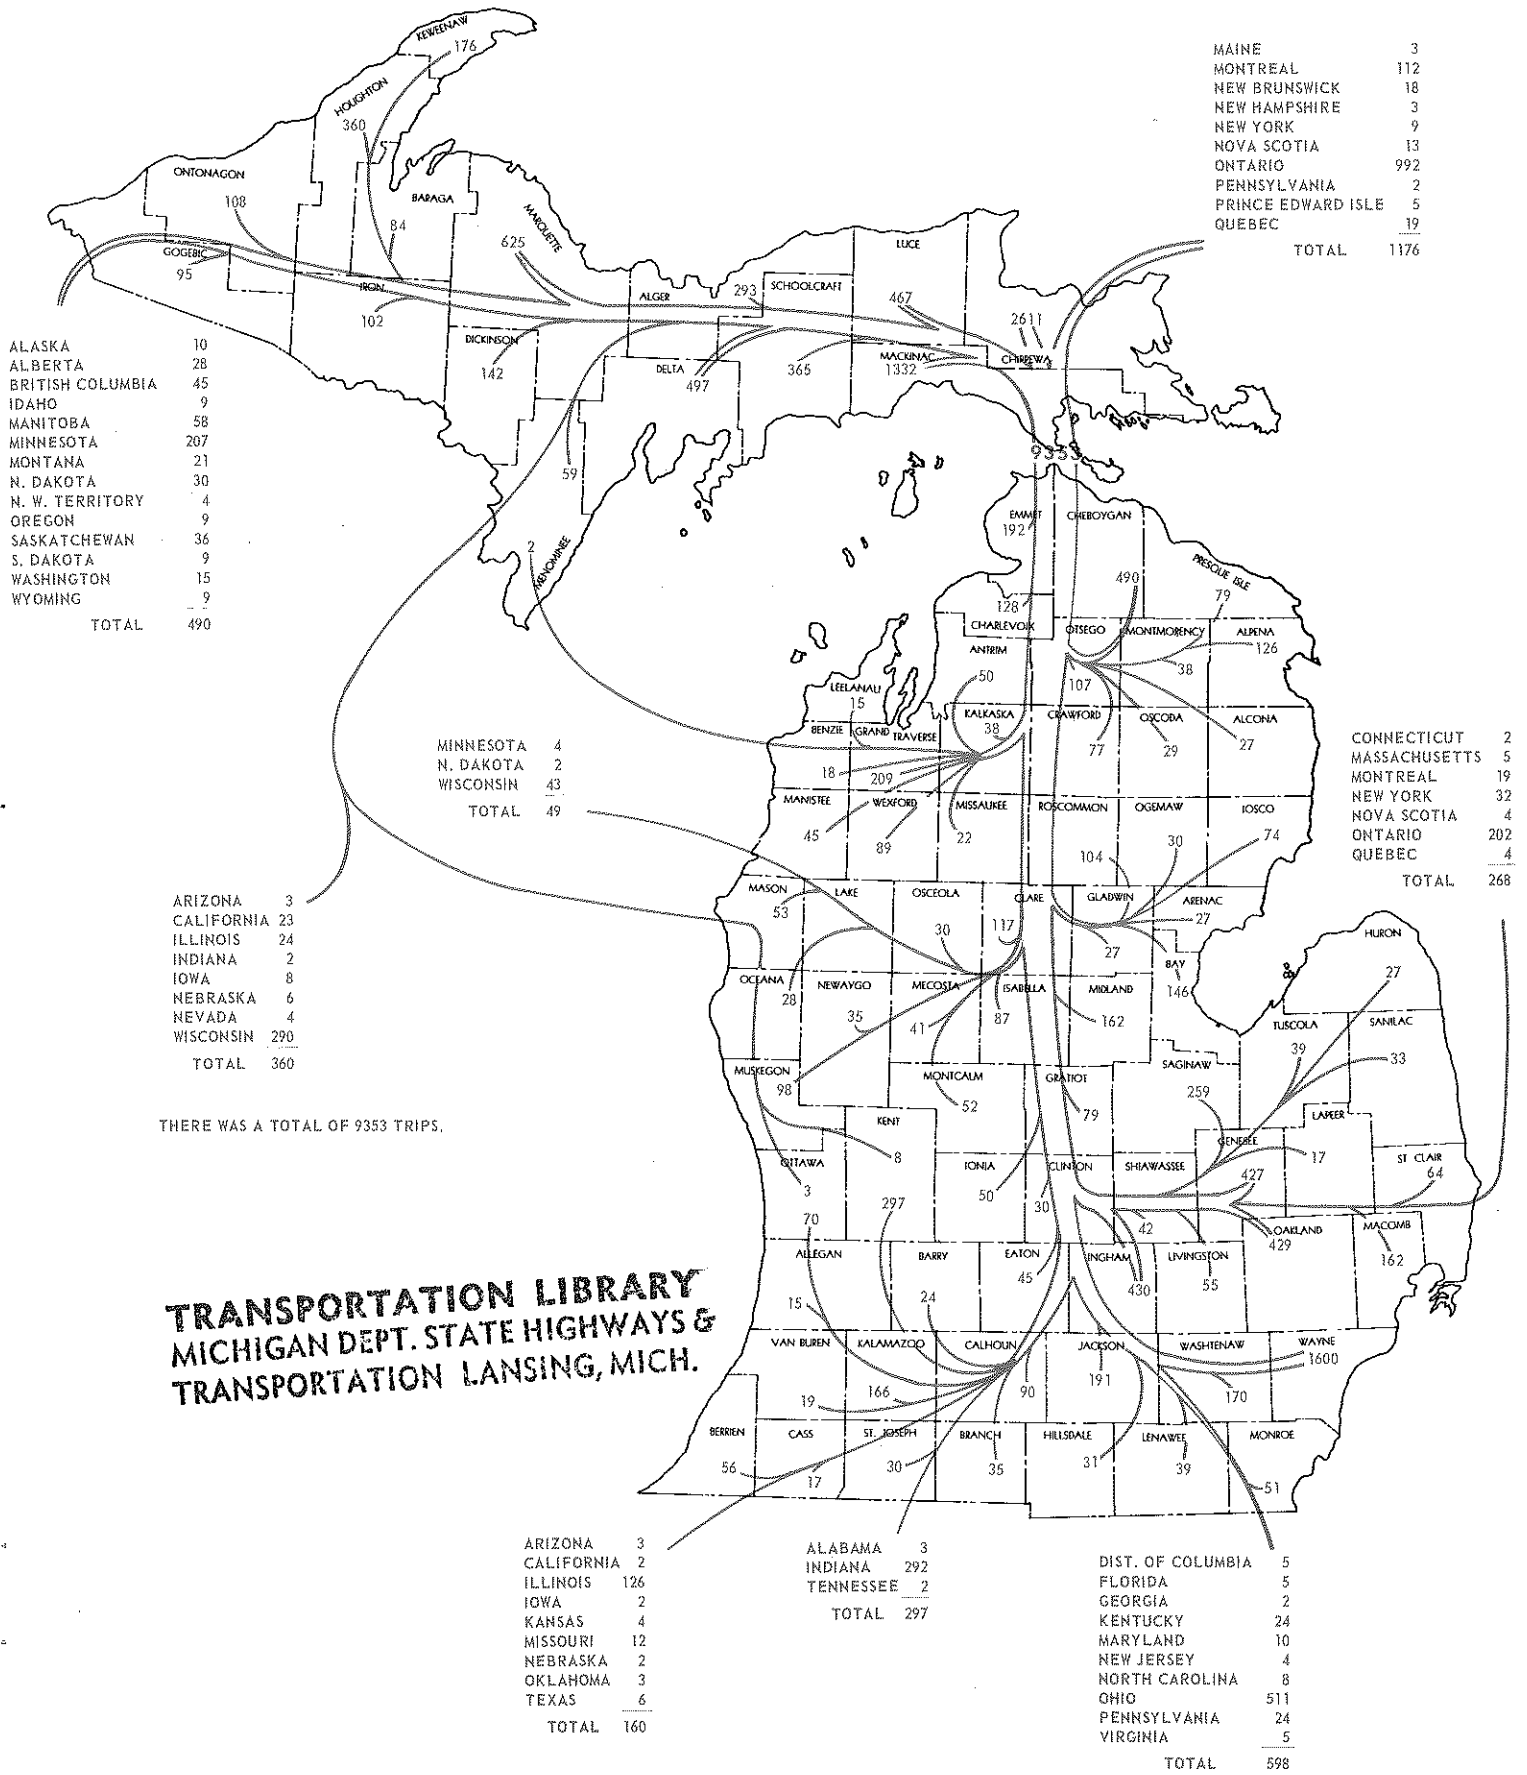 KEWEENAW
176
HOUGHTON
360
ONTONAGON
108
BARAGA
84
MARQUETTE
625
GOGEBIC
95
IRON
102
ALGER
293
SCHOOLCRAFT
LUCE
467
2611
CHIPPEWA
DICKINSON
142
DELTA
497
365
MACKINAC
1332
59
MENOMINEE
2
9353
MAINE 3
MONTREAL 112
NEW BRUNSWICK 18
NEW HAMPSHIRE 3
NEW YORK 9
NOVA SCOTIA 13
ONTARIO 992
PENNSYLVANIA 2
PRINCE EDWARD ISLE 5
QUEBEC 19
TOTAL 1176
ALASKA 10
ALBERTA 28
BRITISH COLUMBIA 45
IDAHO 9
MANITOBA 58
MINNESOTA 207
MONTANA 21
N. DAKOTA 30
N. W. TERRITORY 4
OREGON 9
SASKATCHEWAN 36
S. DAKOTA 9
WASHINGTON 15
WYOMING 9
TOTAL 490
EMMET
192
CHEBOYGAN
490
PRESQUE ISLE
79
128
CHARLEVOIX
ANTRIM
50
OTSEGO
107
MONTMORENCY
38
ALPENA
126
LEELANAU
15
BENZIE
18
GRAND TRAVERSE
209
KALKASKA
38
CRAWFORD
77
OSCODA
29
ALCONA
27
MANISTEE
45
WEXFORD
89
MISSAUKEE
22
ROSCOMMON
104
OGEMAW
30
IOSCO
74
MINNESOTA 4
N. DAKOTA 2
WISCONSIN 43
TOTAL 49
CONNECTICUT 2
MASSACHUSETTS 5
MONTREAL 19
NEW YORK 32
NOVA SCOTIA 4
ONTARIO 202
QUEBEC 4
TOTAL 268
ARIZONA 3
CALIFORNIA 23
ILLINOIS 24
INDIANA 2
IOWA 8
NEBRASKA 6
NEVADA 4
WISCONSIN 290
TOTAL 360
THERE WAS A TOTAL OF 9353 TRIPS.
MASON
53
LAKE
28
OSCEOLA
30
CLARE
117
GLADWIN
27
ARENAC
27
BAY
146
HURON
27
OCEANA
NEWAYGO
35
MECOSTA
41
ISABELLA
87
MIDLAND
162
TUSCOLA
39
SANILAC
33
MUSKEGON
98
MONTCALM
52
GRATIOT
79
SAGINAW
259
LAPEER
17
KENT
8
297
OTTAWA
3
70
IONIA
50
CLINTON
30
SHIAWASSEE
42
GENESEE
427
ST CLAIR
64
ALLEGAN
15
BARRY
24
EATON
45
INGHAM
430
LIVINGSTON
55
OAKLAND
429
MACOMB
162
TRANSPORTATION LIBRARY
MICHIGAN DEPT. STATE HIGHWAYS &
TRANSPORTATION LANSING, MICH.
VAN BUREN
19
KALAMAZOO
166
CALHOUN
90
JACKSON
191
WASHTENAW
170
WAYNE
1600
BERRIEN
56
CASS
17
ST. JOSEPH
30
BRANCH
35
HILLSDALE
31
LENAWEE
39
MONROE
51
ARIZONA 3
CALIFORNIA 2
ILLINOIS 126
IOWA 2
KANSAS 4
MISSOURI 12
NEBRASKA 2
OKLAHOMA 3
TEXAS 6
TOTAL 160
ALABAMA 3
INDIANA 292
TENNESSEE 2
TOTAL 297
DIST. OF COLUMBIA 5
FLORIDA 5
GEORGIA 2
KENTUCKY 24
MARYLAND 10
NEW JERSEY 4
NORTH CAROLINA 8
OHIO 511
PENNSYLVANIA 24
VIRGINIA 5
TOTAL 598